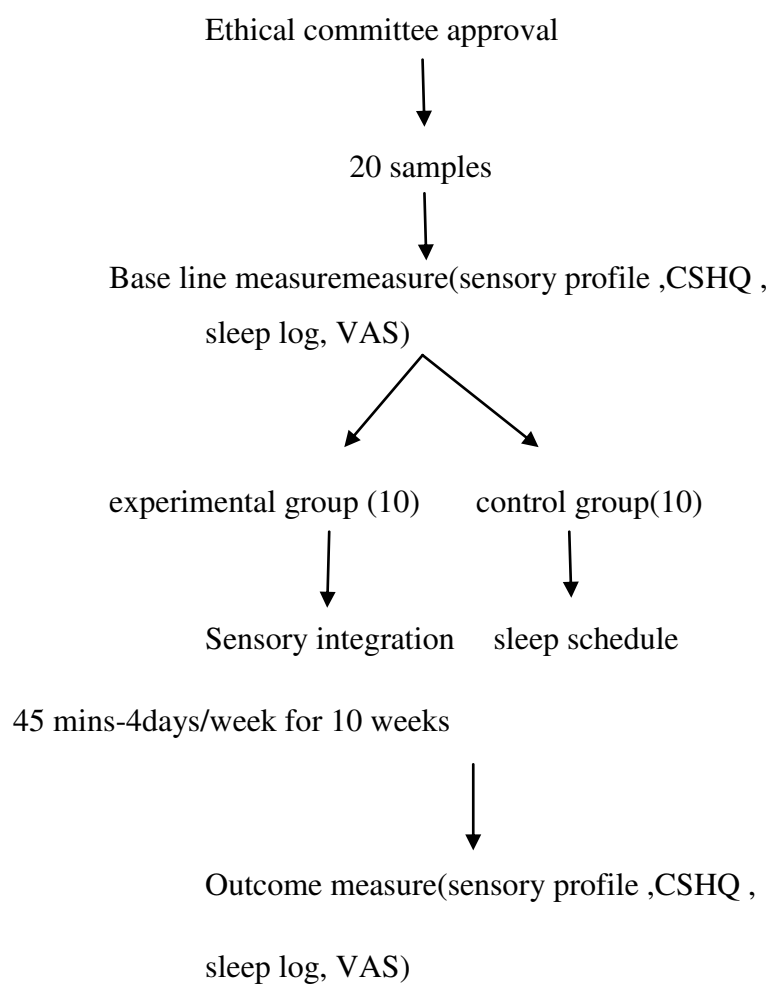 Ethical committee approval
20 samples
Base line measuremeasure(sensory profile ,CSHQ ,
sleep log, VAS)
experimental group (10) control group(10)
Sensory integration sleep schedule
45 mins-4days/week for 10 weeks
Outcome measure(sensory profile ,CSHQ ,
sleep log, VAS)